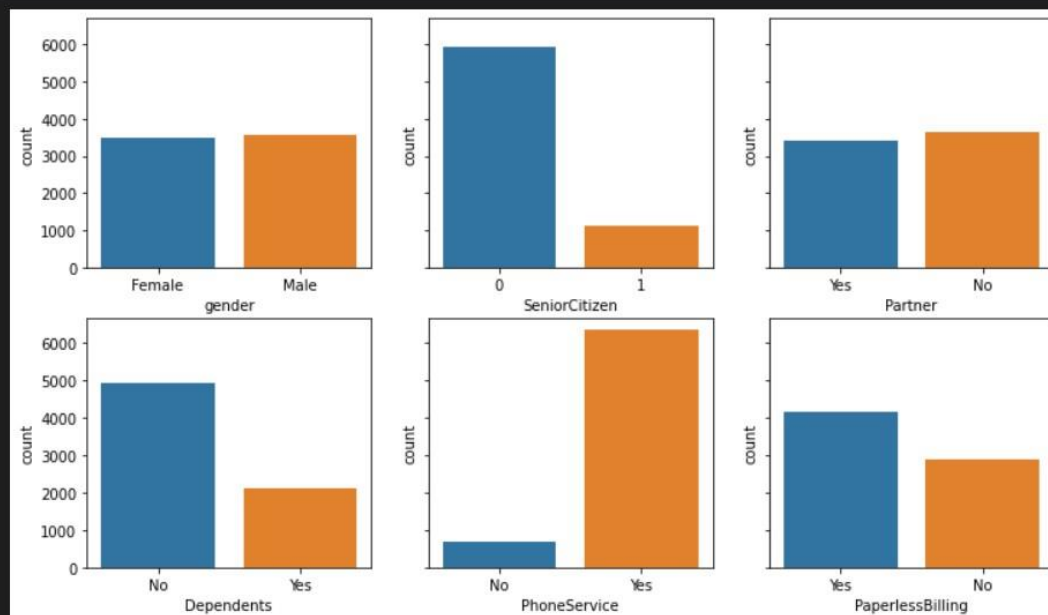 6000
5000
4000
3000
2000
1000
0
count
Female Male
gender
count
0 1
SeniorCitizen
count
Yes No
Partner
6000
5000
4000
3000
2000
1000
0
count
No Yes
Dependents
count
No Yes
PhoneService
count
Yes No
PaperlessBilling